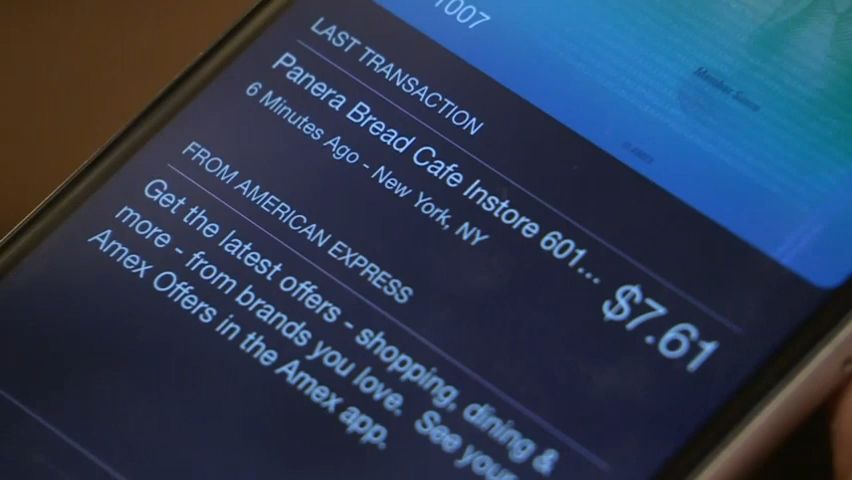 1007
LAST TRANSACTION
Panera Bread Cafe Instore 601... $7.61
6 Minutes Ago - New York, NY
FROM AMERICAN EXPRESS
Get the latest offers - shopping, dining &
more - from brands you love. See your
Amex Offers in the Amex app.